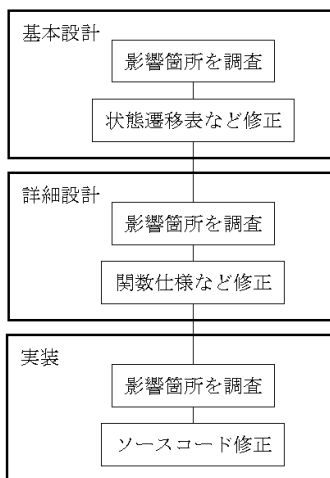 基本設計
影響箇所を調査
状態遷移表など修正
詳細設計
影響箇所を調査
関数仕様など修正
実装
影響箇所を調査
ソースコード修正